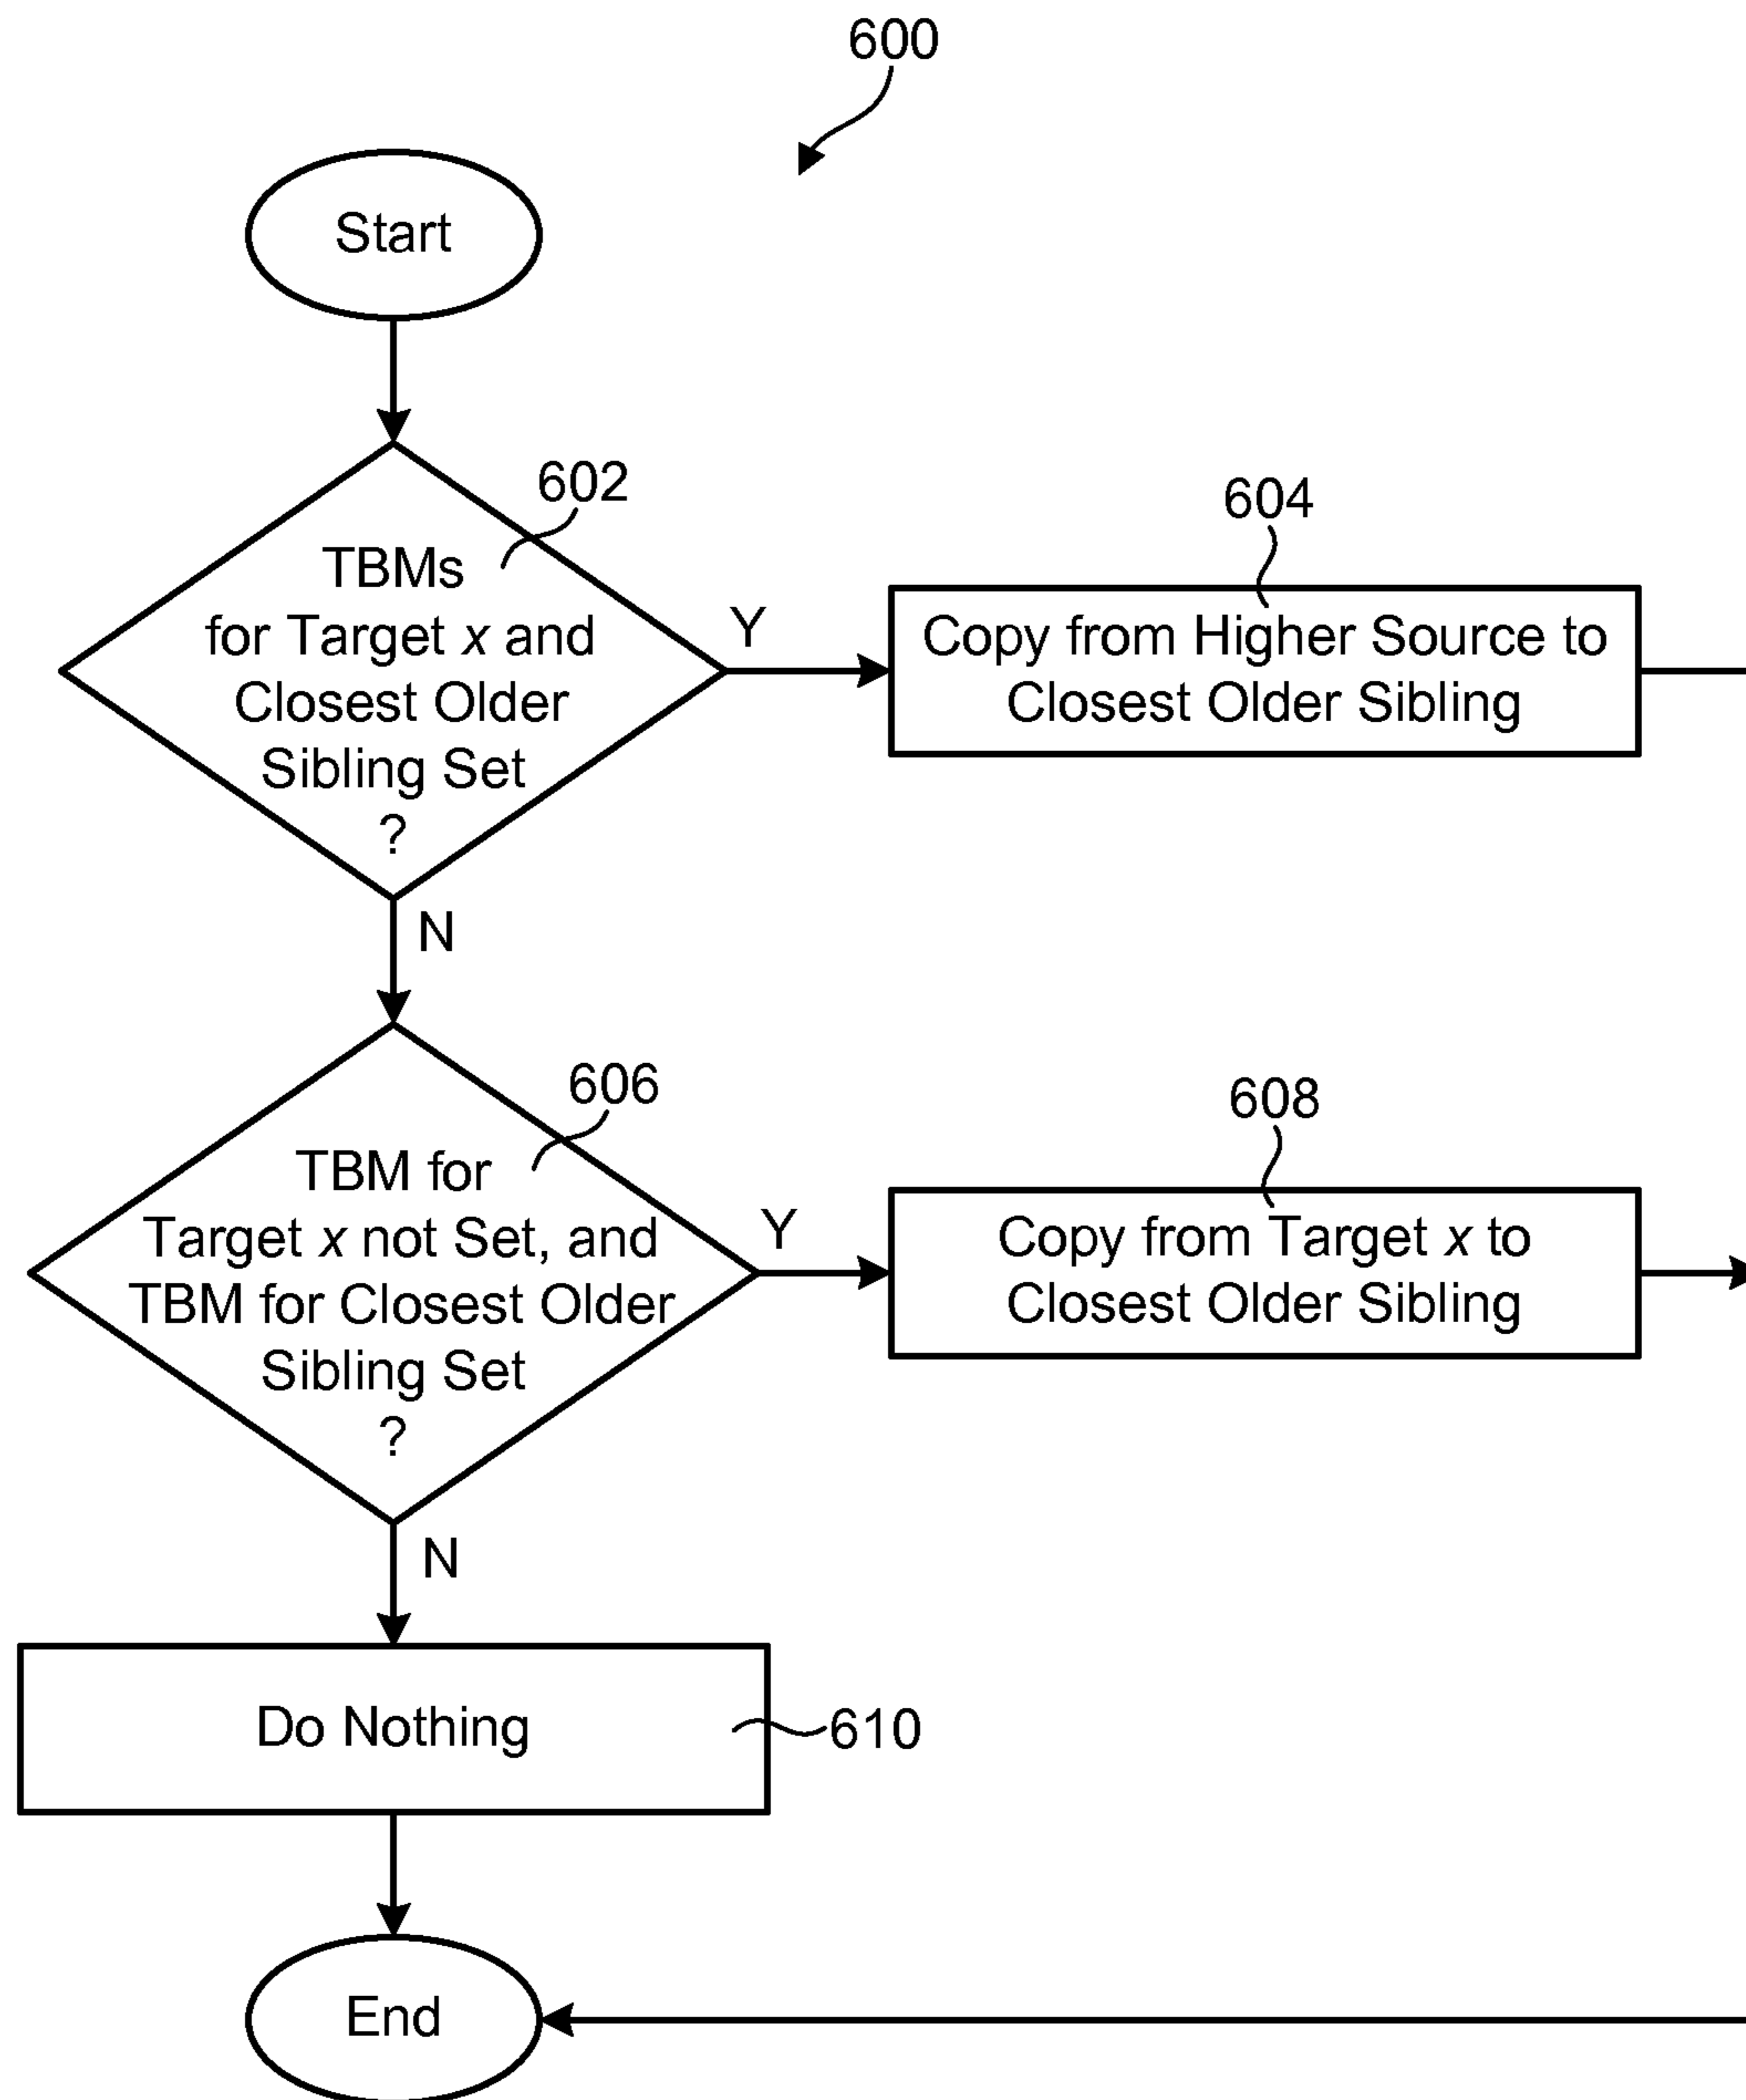 600
Start
602
TBMs
for Target x and
Closest Older
Sibling Set
?
Y
604
Copy from Higher Source to
Closest Older Sibling
N
606
TBM for
Target x not Set, and
TBM for Closest Older
Sibling Set
?
Y
608
Copy from Target x to
Closest Older Sibling
N
Do Nothing
610
End